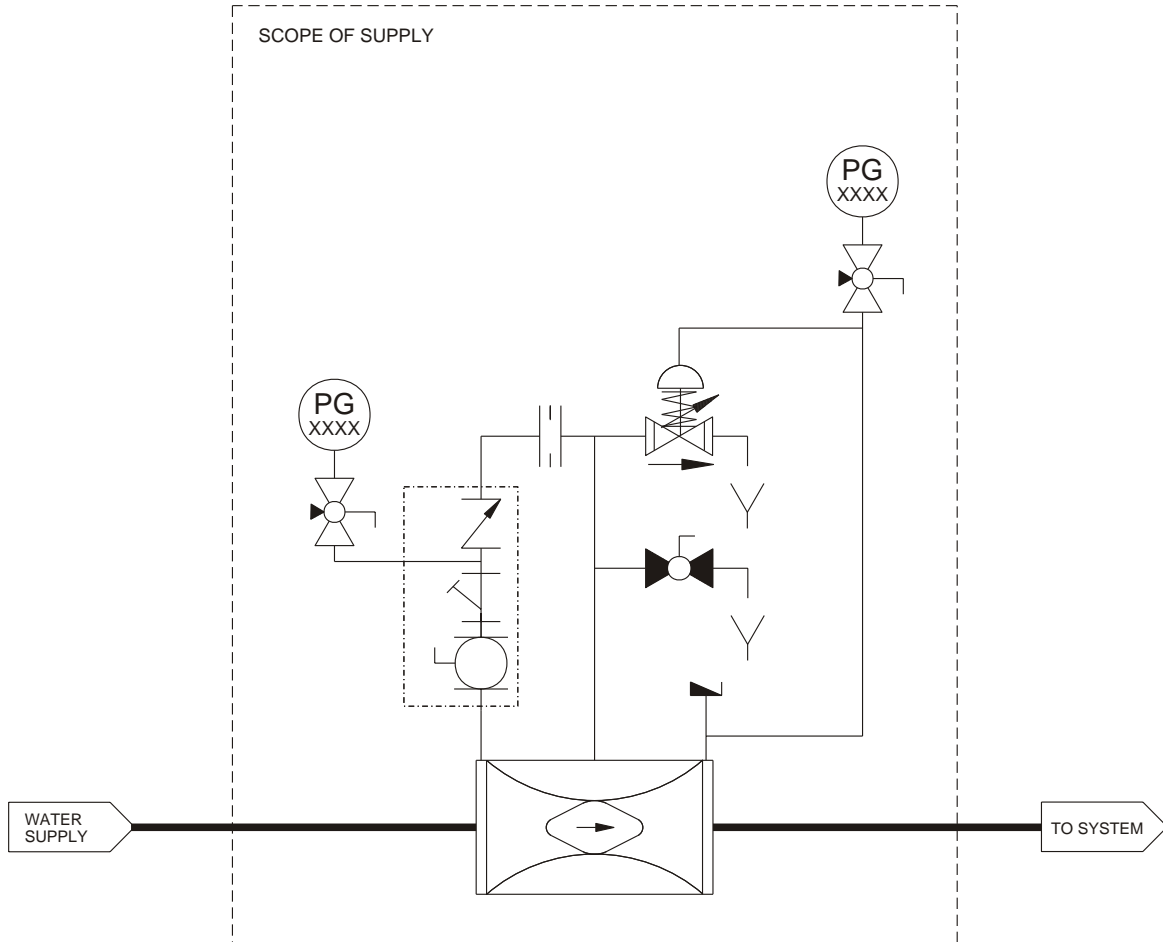 SCOPE OF SUPPLY
PG
XXXX
PG
XXXX
WATER
SUPPLY
TO SYSTEM